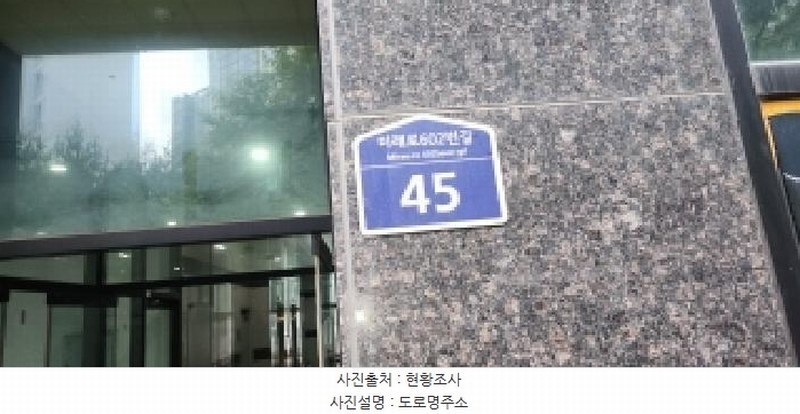 미래로602번길
45
사진출처 : 현황조사
사진설명 : 도로명주소